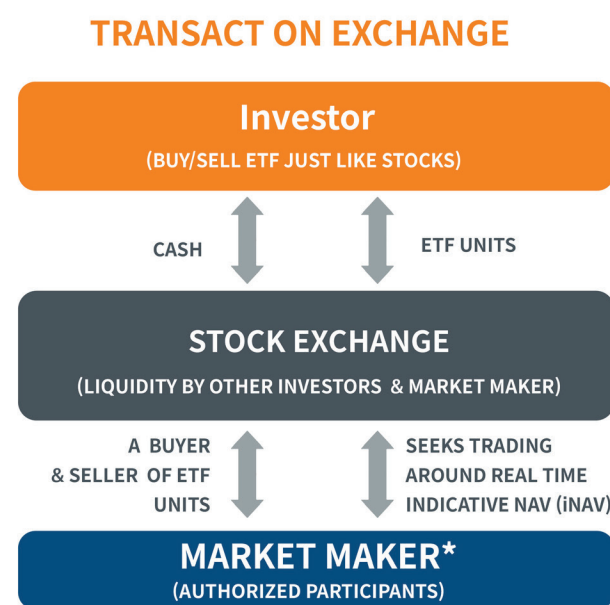 TRANSACT ON EXCHANGE
Investor
(BUY/SELL ETF JUST LIKE STOCKS)
CASH
ETF UNITS
STOCK EXCHANGE
(LIQUIDITY BY OTHER INVESTORS & MARKET MAKER)
A BUYER
& SELLER OF ETF
UNITS
SEEKS TRADING
AROUND REAL TIME
INDICATIVE NAV (iNAV)
MARKET MAKER*
(AUTHORIZED PARTICIPANTS)